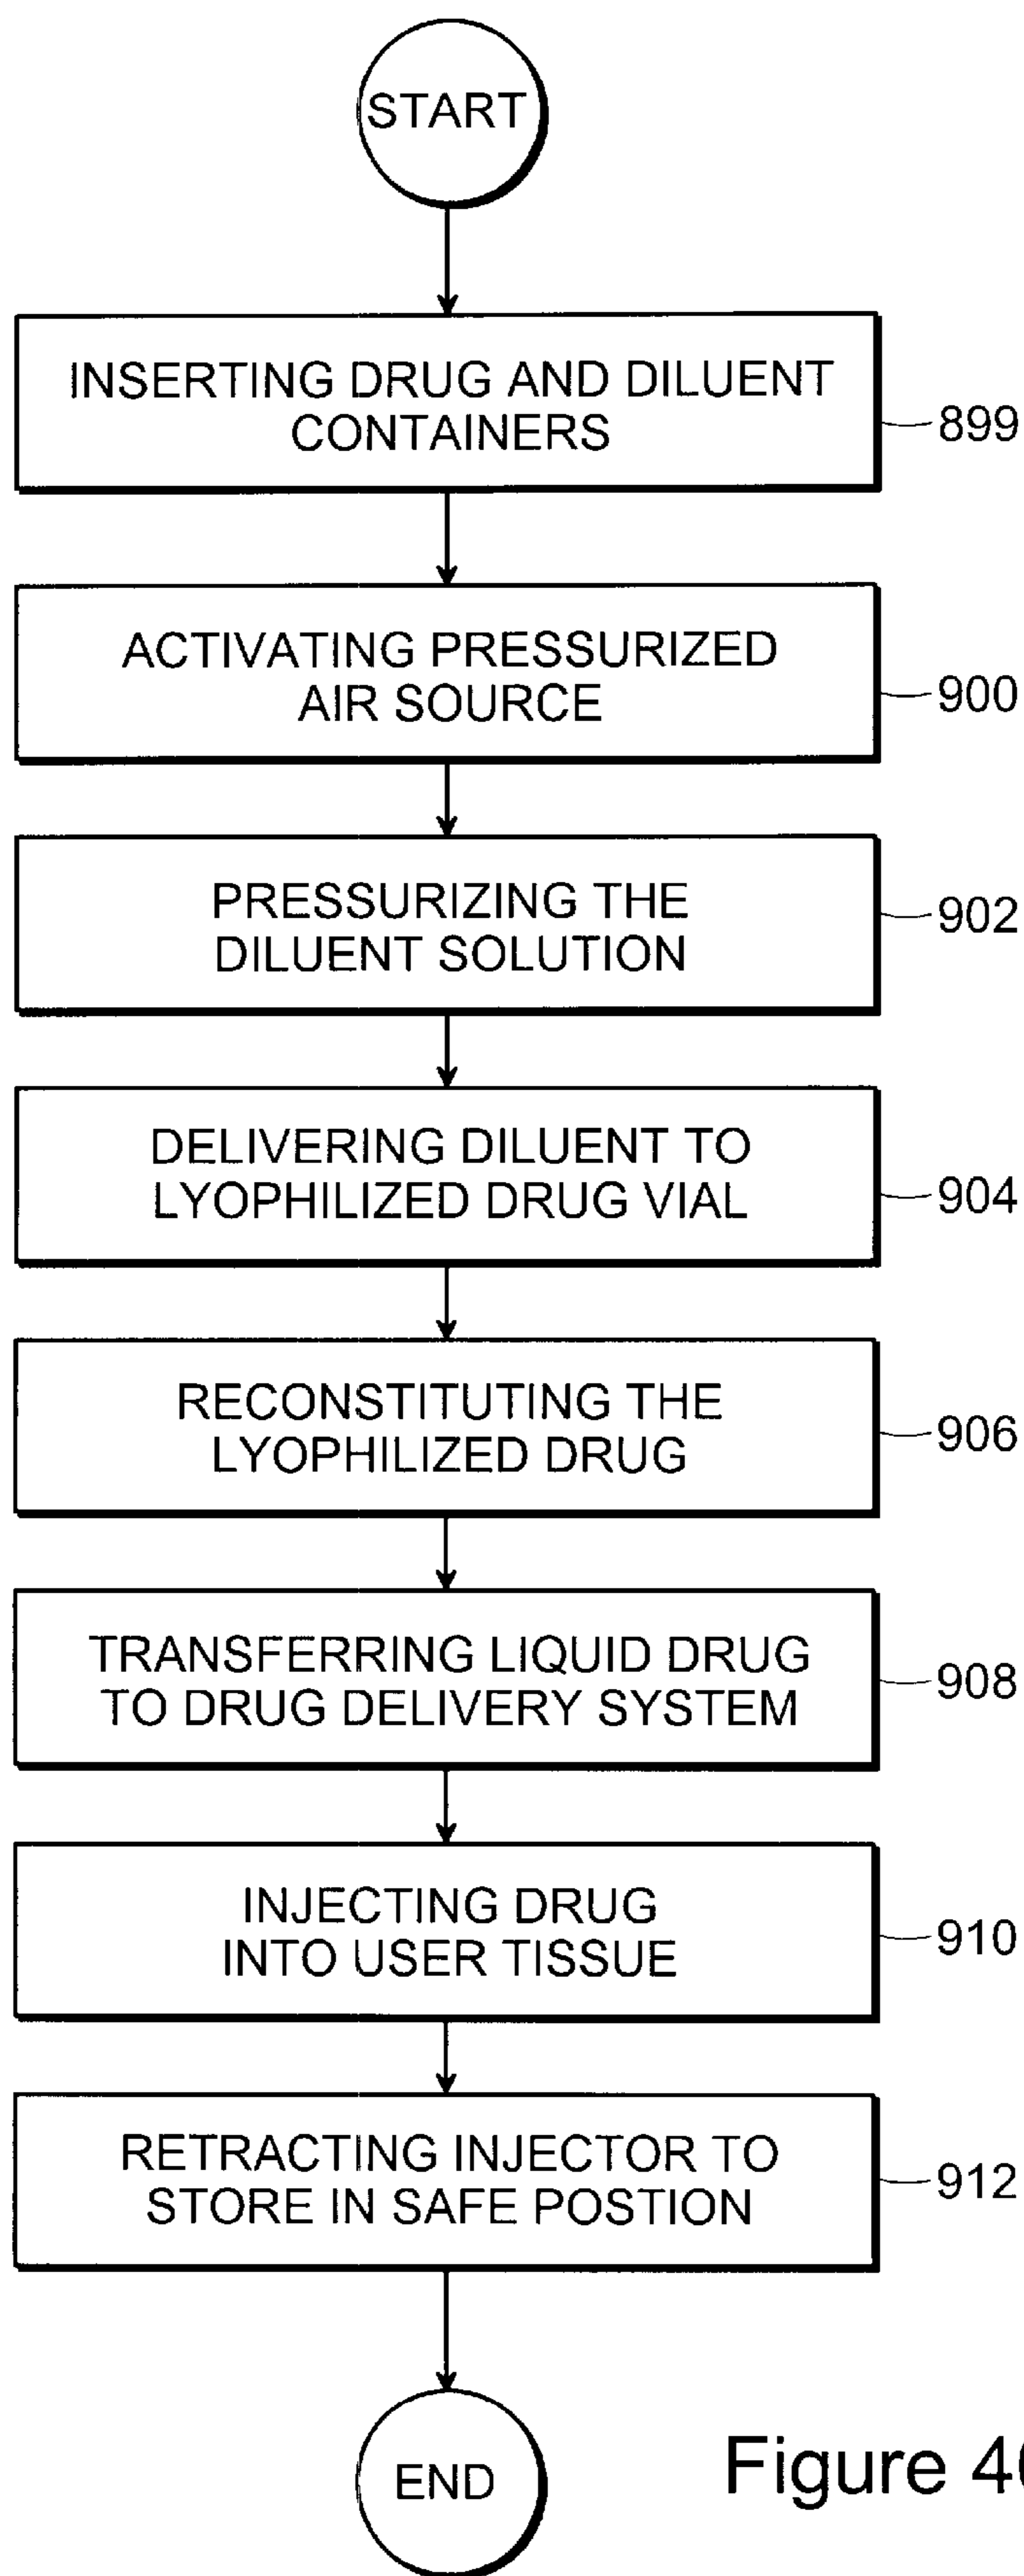 START
INSERTING DRUG AND DILUENT
CONTAINERS
899
ACTIVATING PRESSURIZED
AIR SOURCE
900
PRESSURIZING THE
DILUENT SOLUTION
902
DELIVERING DILUENT TO
LYOPHILIZED DRUG VIAL
904
RECONSTITUTING THE
LYOPHILIZED DRUG
906
TRANSFERRING LIQUID DRUG
TO DRUG DELIVERY SYSTEM
908
INJECTING DRUG
INTO USER TISSUE
910
RETRACTING INJECTOR TO
STORE IN SAFE POSTION
912
END
Figure